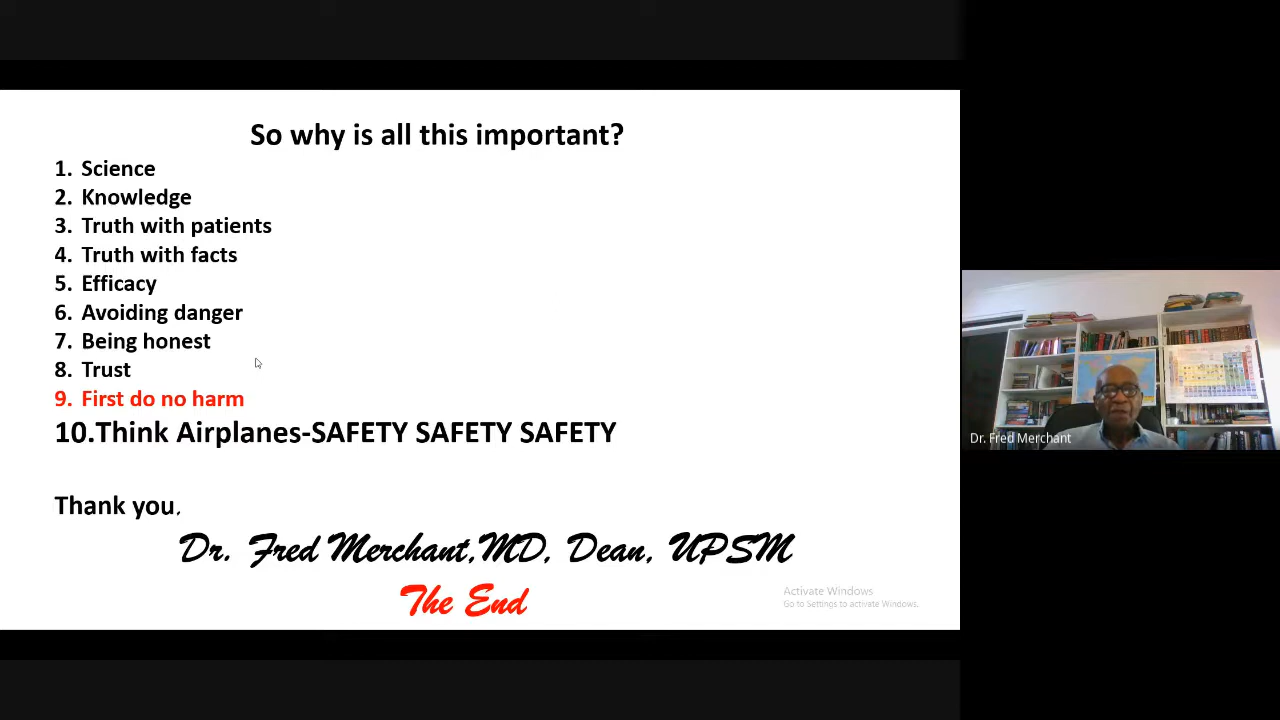 So why is all this important?
1. Science
2. Knowledge
3. Truth with patients
4. Truth with facts
5. Efficacy
6. Avoiding danger
7. Being honest
8. Trust
9. First do no harm
10.Think Airplanes-SAFETY SAFETY SAFETY
Thank you,
Dr. Fred Merchant,MD, Dean, UPSM
The End
Activate Windows
Go to Settings to activate Windows.
Dr. Fred Merchant